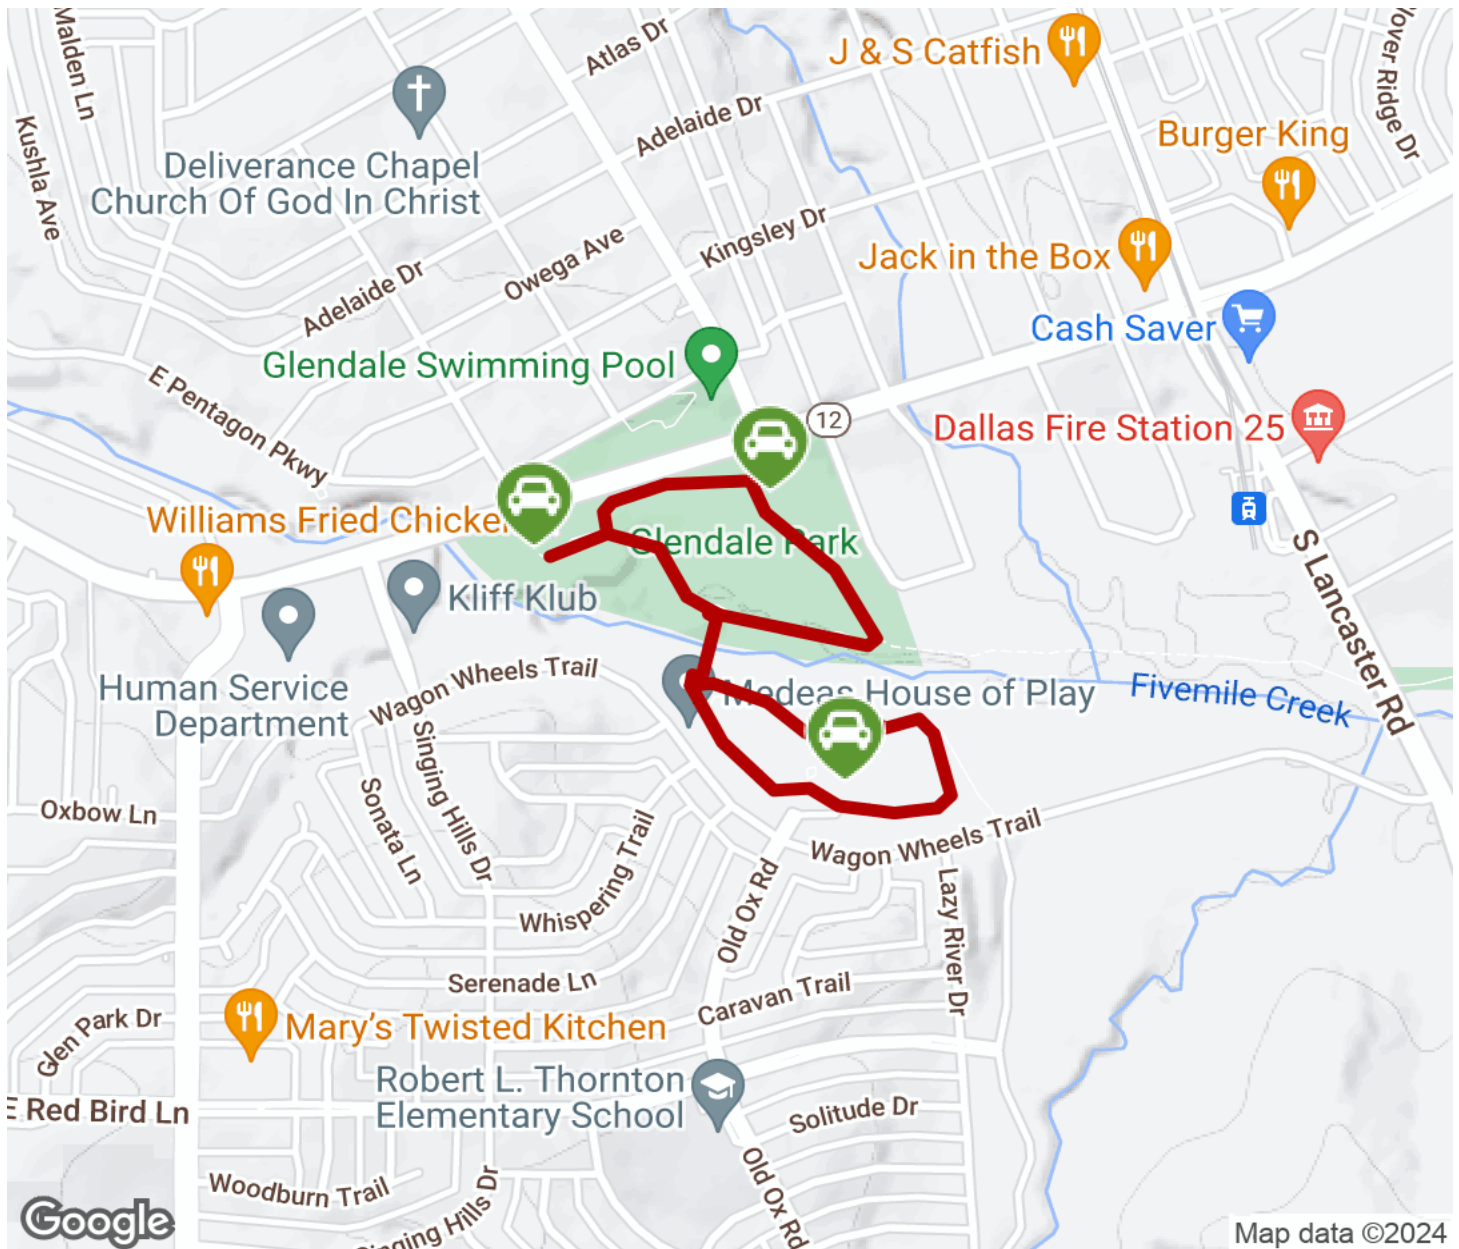 Malden Ln
Atlas Dr
J & S Catfish
Kushla Ave
Adelaide Dr
Burger King
Deliverance Chapel
Church Of God In Christ
Kingsley Dr
Owega Ave
Jack in the Box
Adelaide Dr
Cash Saver
Glendale Swimming Pool
E Pentagon Pkwy
12
Dallas Fire Station 25
Williams Fried Chicke
Glendale Park
S Lancaster Rd
Kliff Klub
Wagon Wheels Trail
Human Service
Department
Medeas House of Play
Fivemile Creek
Singing Hills Dr
Oxbow Ln
Sonata Ln
Whispering Trail
Wagon Wheels Trail
Old Ox Rd
Lazy River Dr
Serenade Ln
Caravan Trail
Glen Park Dr
Mary's Twisted Kitchen
Robert L. Thornton
Elementary School
E Red Bird Ln
Solitude Dr
Woodburn Trail
Singing Hills Dr
Old Ox Rd
Google
Map data ©2024